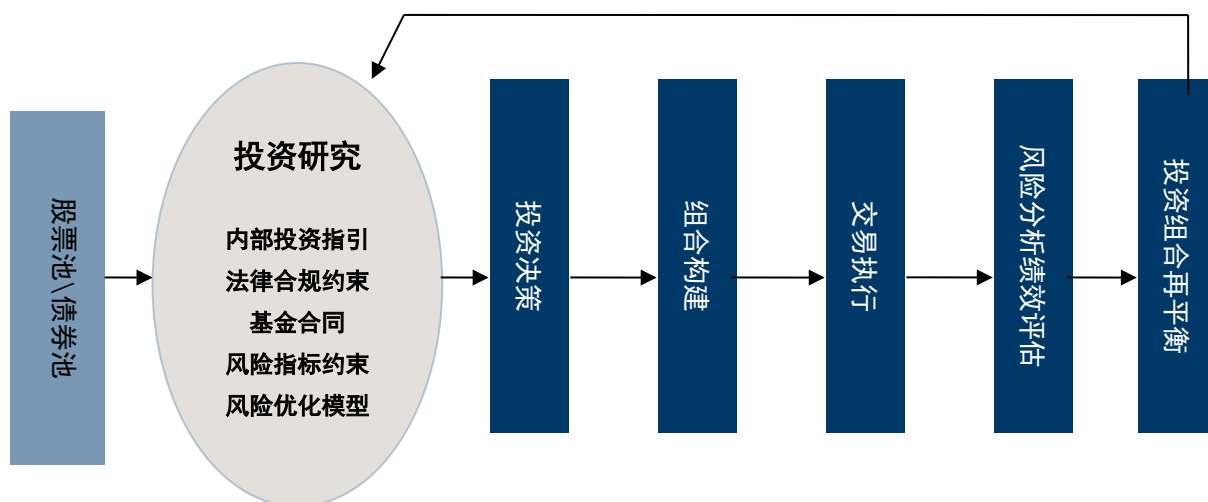 股票池\债券池
投资研究
内部投资指引
法律合规约束
基金合同
风险指标约束
风险优化模型
投资决策
组合构建
交易执行
风险分析绩效评估
投资组合再平衡